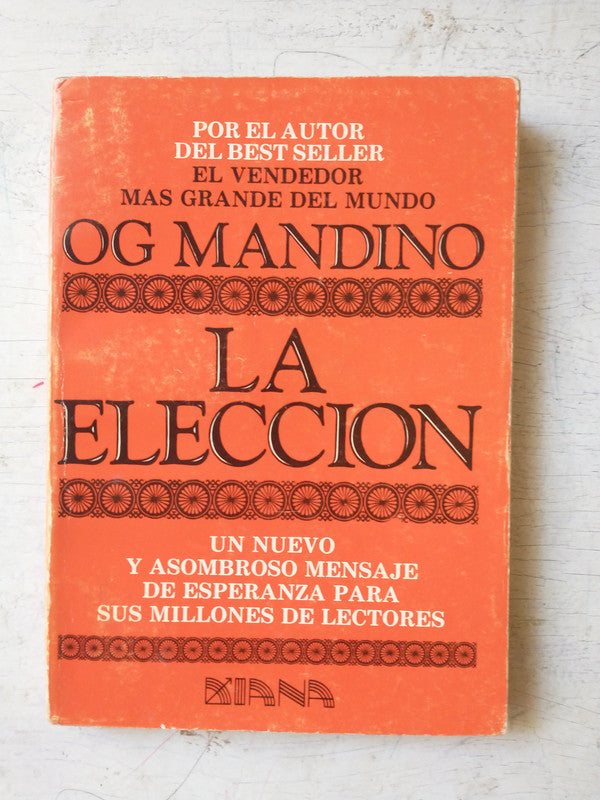 POR EL AUTOR
DEL BEST SELLER
EL VENDEDOR
MAS GRANDE DEL MUNDO
OG MANDINO
LA
ELECCION
UN NUEVO
Y ASOMBROSO MENSAJE
DE ESPERANZA PARA
SUS MILLONES DE LECTORES
DIANA